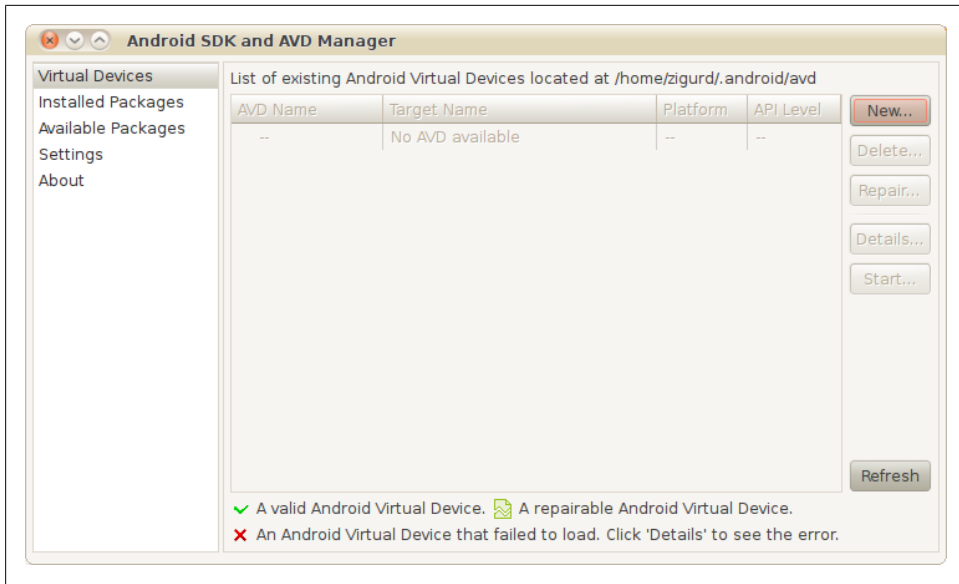 Android SDK and AVD Manager
Virtual Devices
Installed Packages
Available Packages
Settings
About
List of existing Android Virtual Devices located at /home/zigurd/.android/avd
AVD Name Target Name Platform API Level
-- No AVD available -- --
New...
Delete...
Repair...
Details...
Start...
Refresh
A valid Android Virtual Device. A repairable Android Virtual Device.
An Android Virtual Device that failed to load. Click 'Details' to see the error.